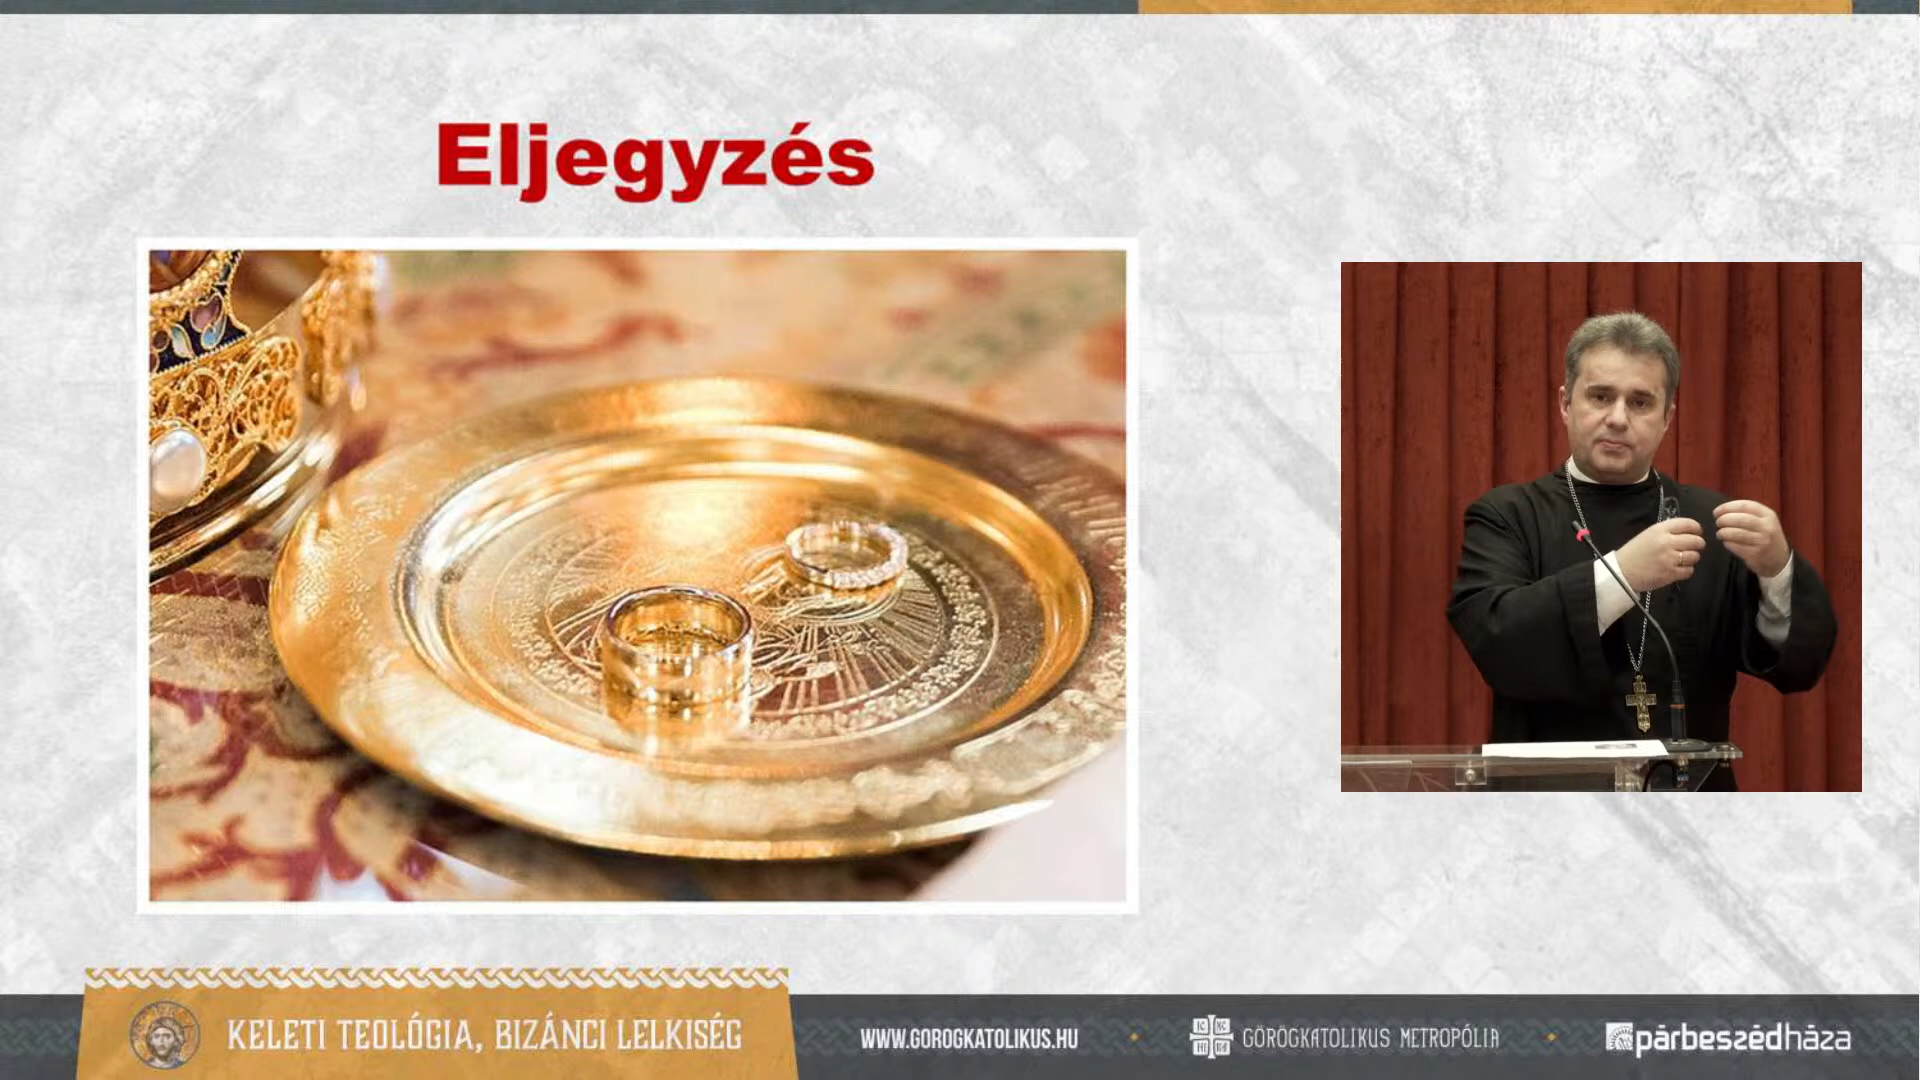 Eljegyzés
KELETI TEOLÓGIA, BIZÁNCI LELKISÉG
WWW.GOROGKATOLIKUS.HU
GÖRÖGKATOLIKUS METROPÓLIA
párbeszédháza